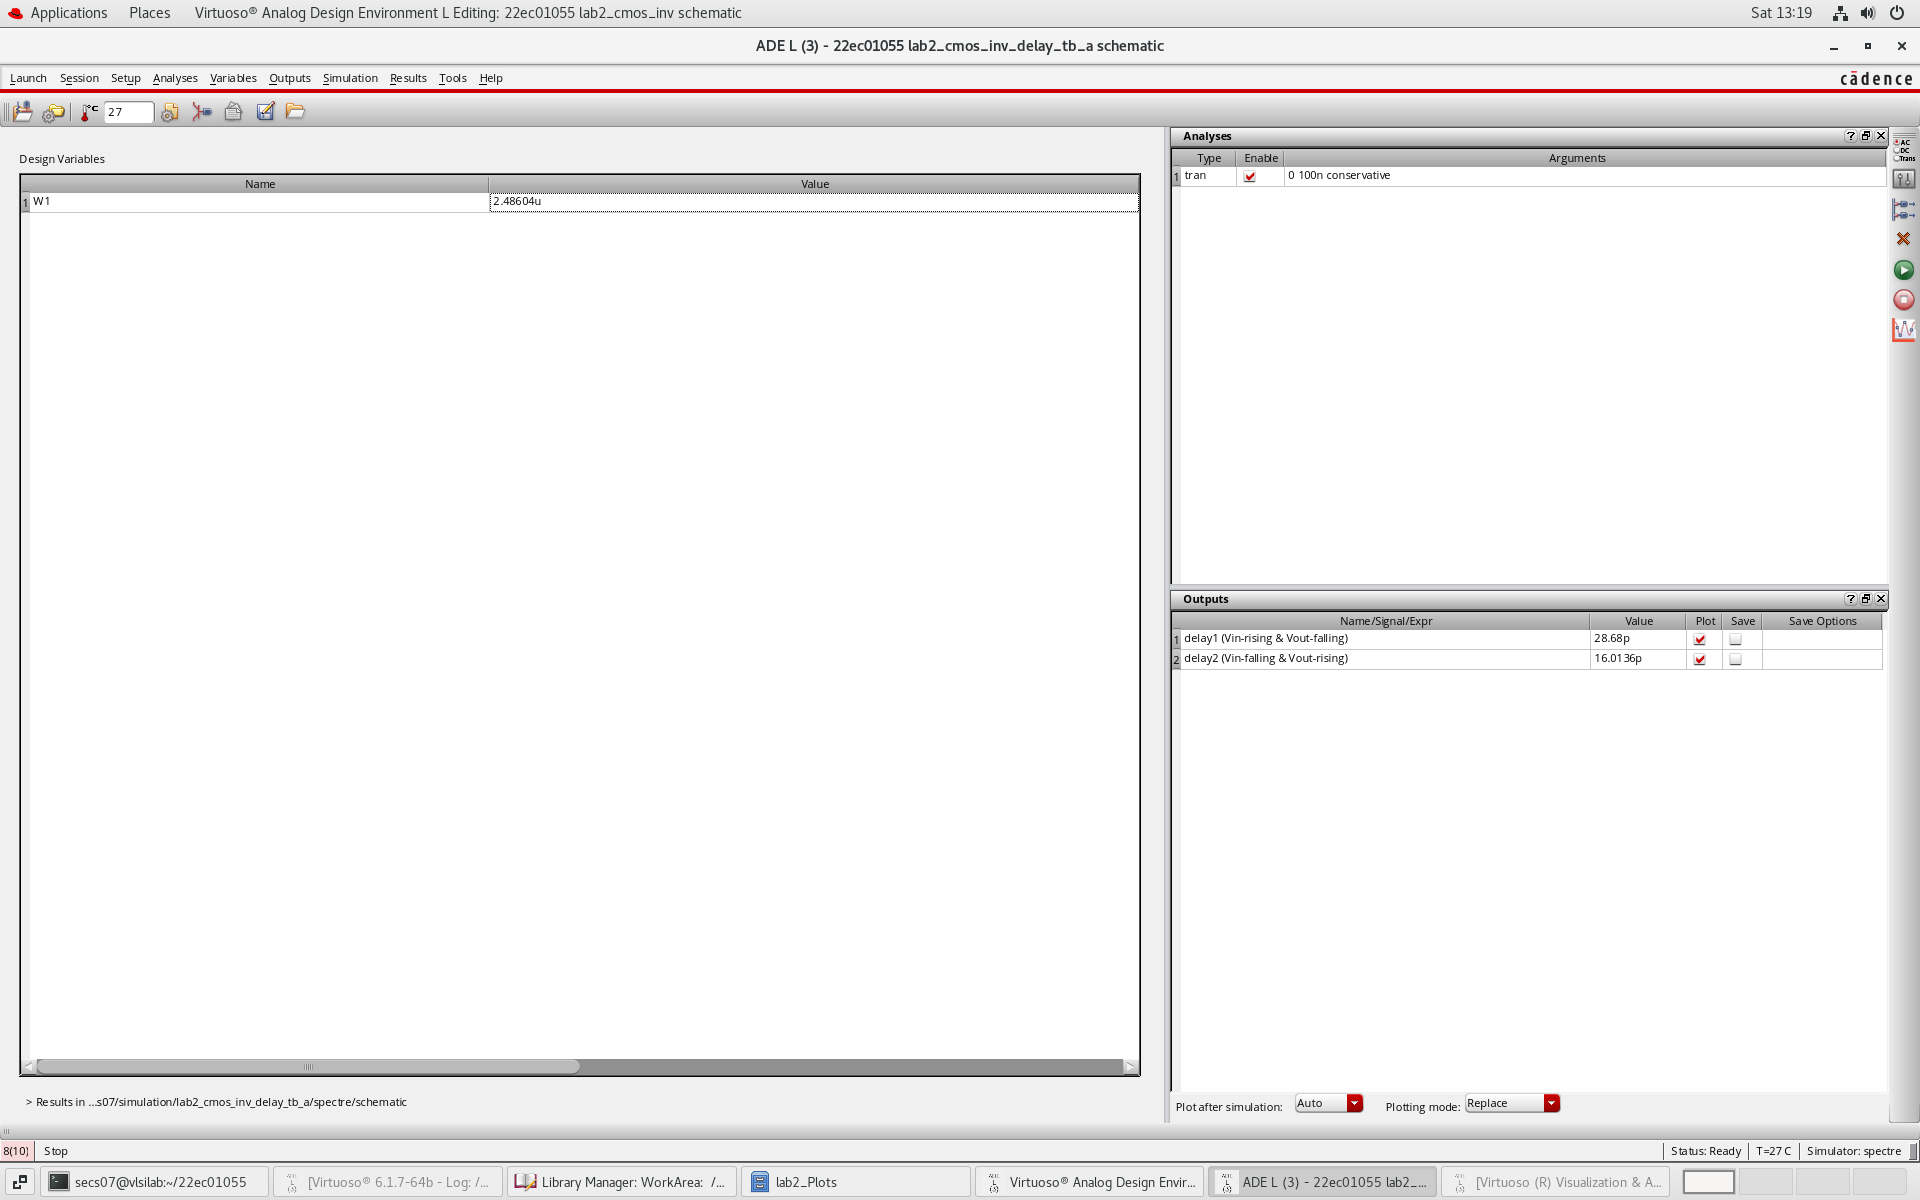 Applications Places Virtuoso® Analog Design Environment L Editing: 22ec01055 lab2_cmos_inv schematic Sat 13:19
ADE L (3) - 22ec01055 lab2_cmos_inv_delay_tb_a schematic
Launch Session Setup Analyses Variables Outputs Simulation Results Tools Help cādence
°C 27
Analyses
Design Variables
Type Enable Arguments
1 tran 0 100n conservative
AC
DC
Trans
Name Value
1 W1 2.48604u
Outputs
Name/Signal/Expr Value Plot Save Save Options
1 delay1 (Vin-rising & Vout-falling) 28.68p
2 delay2 (Vin-falling & Vout-rising) 16.0136p
> Results in ...s07/simulation/lab2_cmos_inv_delay_tb_a/spectre/schematic
Plot after simulation: Auto Plotting mode: Replace
8(10) Stop Status: Ready T=27 C Simulator: spectre
secs07@vlsilab:~/22ec01055 [Virtuoso® 6.1.7-64b - Log: /... Library Manager: WorkArea: /... lab2_Plots Virtuoso® Analog Design Envir... ADE L (3) - 22ec01055 lab2_... [Virtuoso (R) Visualization & A...